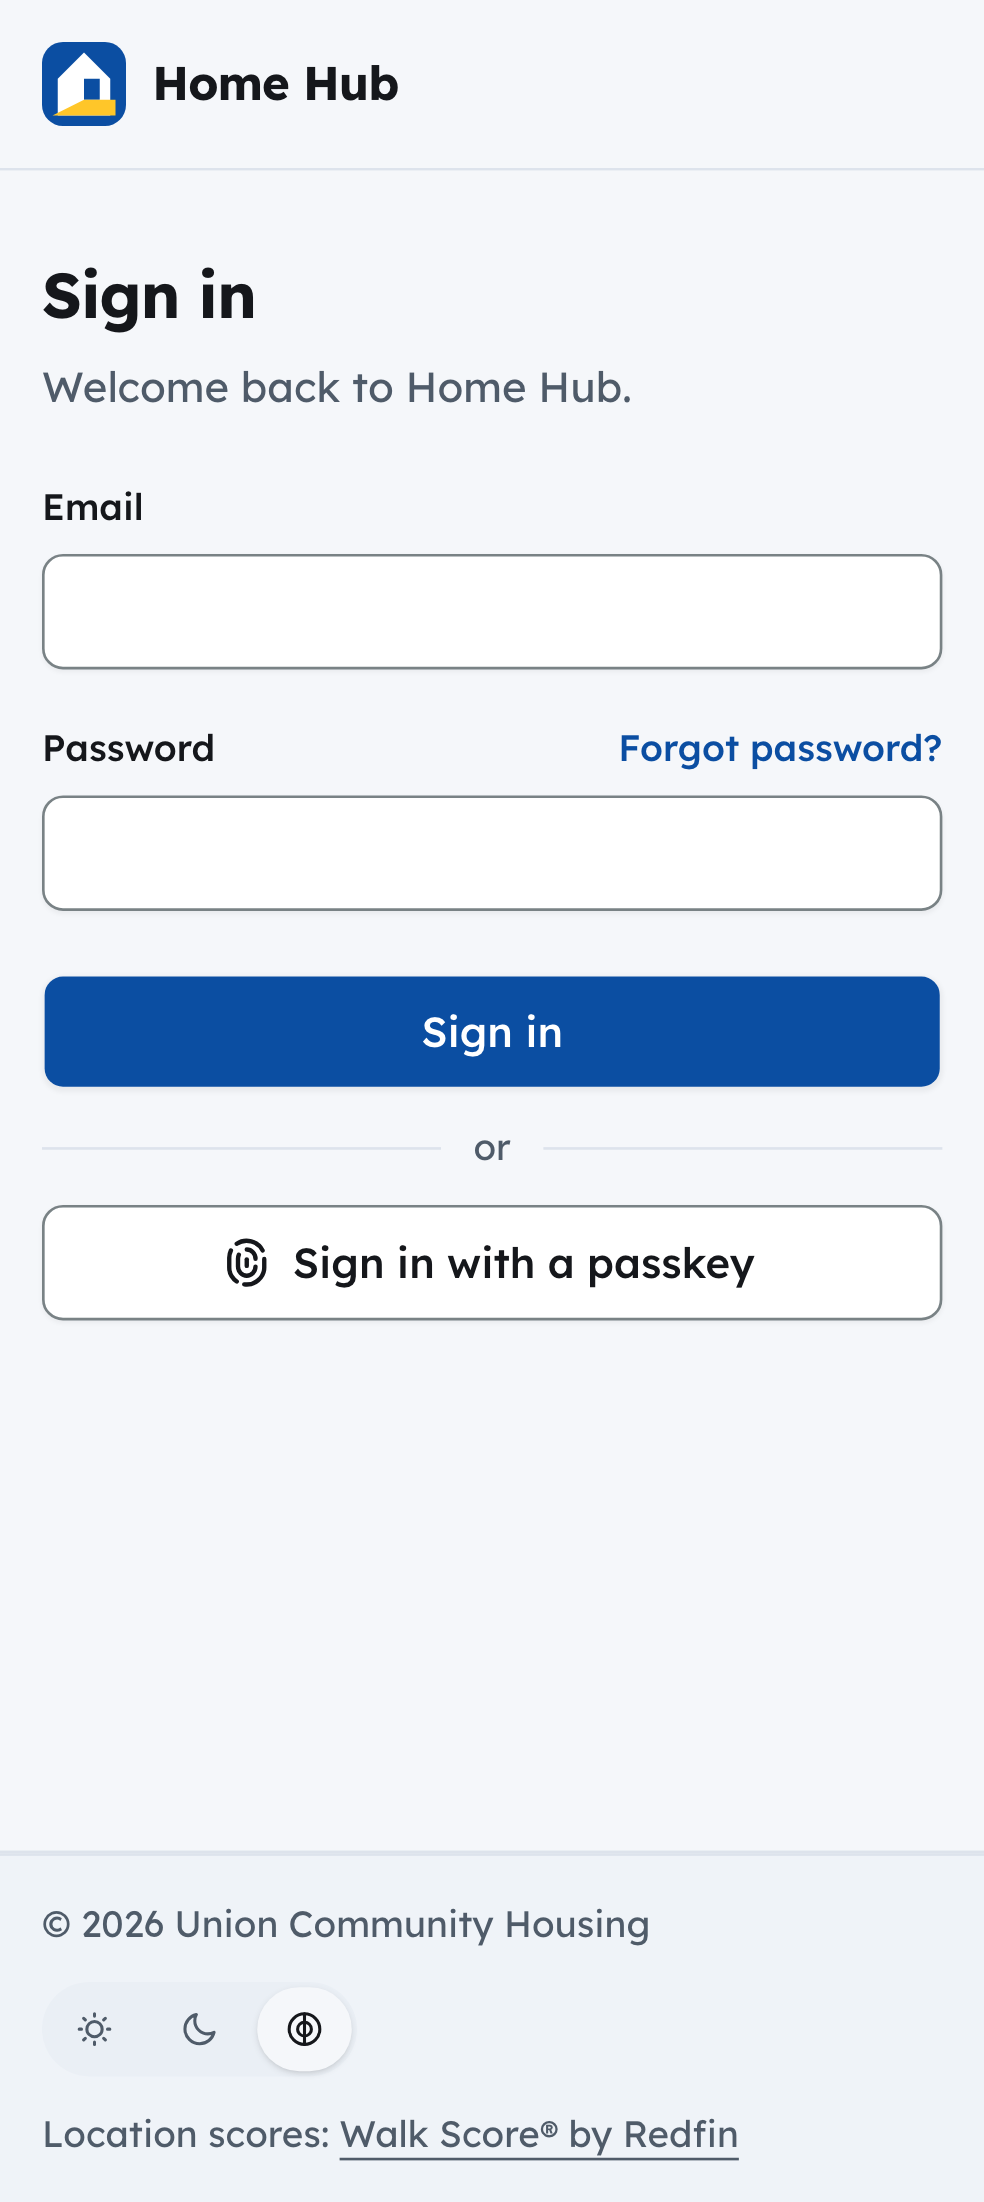 Home Hub
Sign in
Welcome back to Home Hub.
Email
Password Forgot password?
Sign in
or
Sign in with a passkey
© 2026 Union Community Housing
Location scores: Walk Score® by Redfin